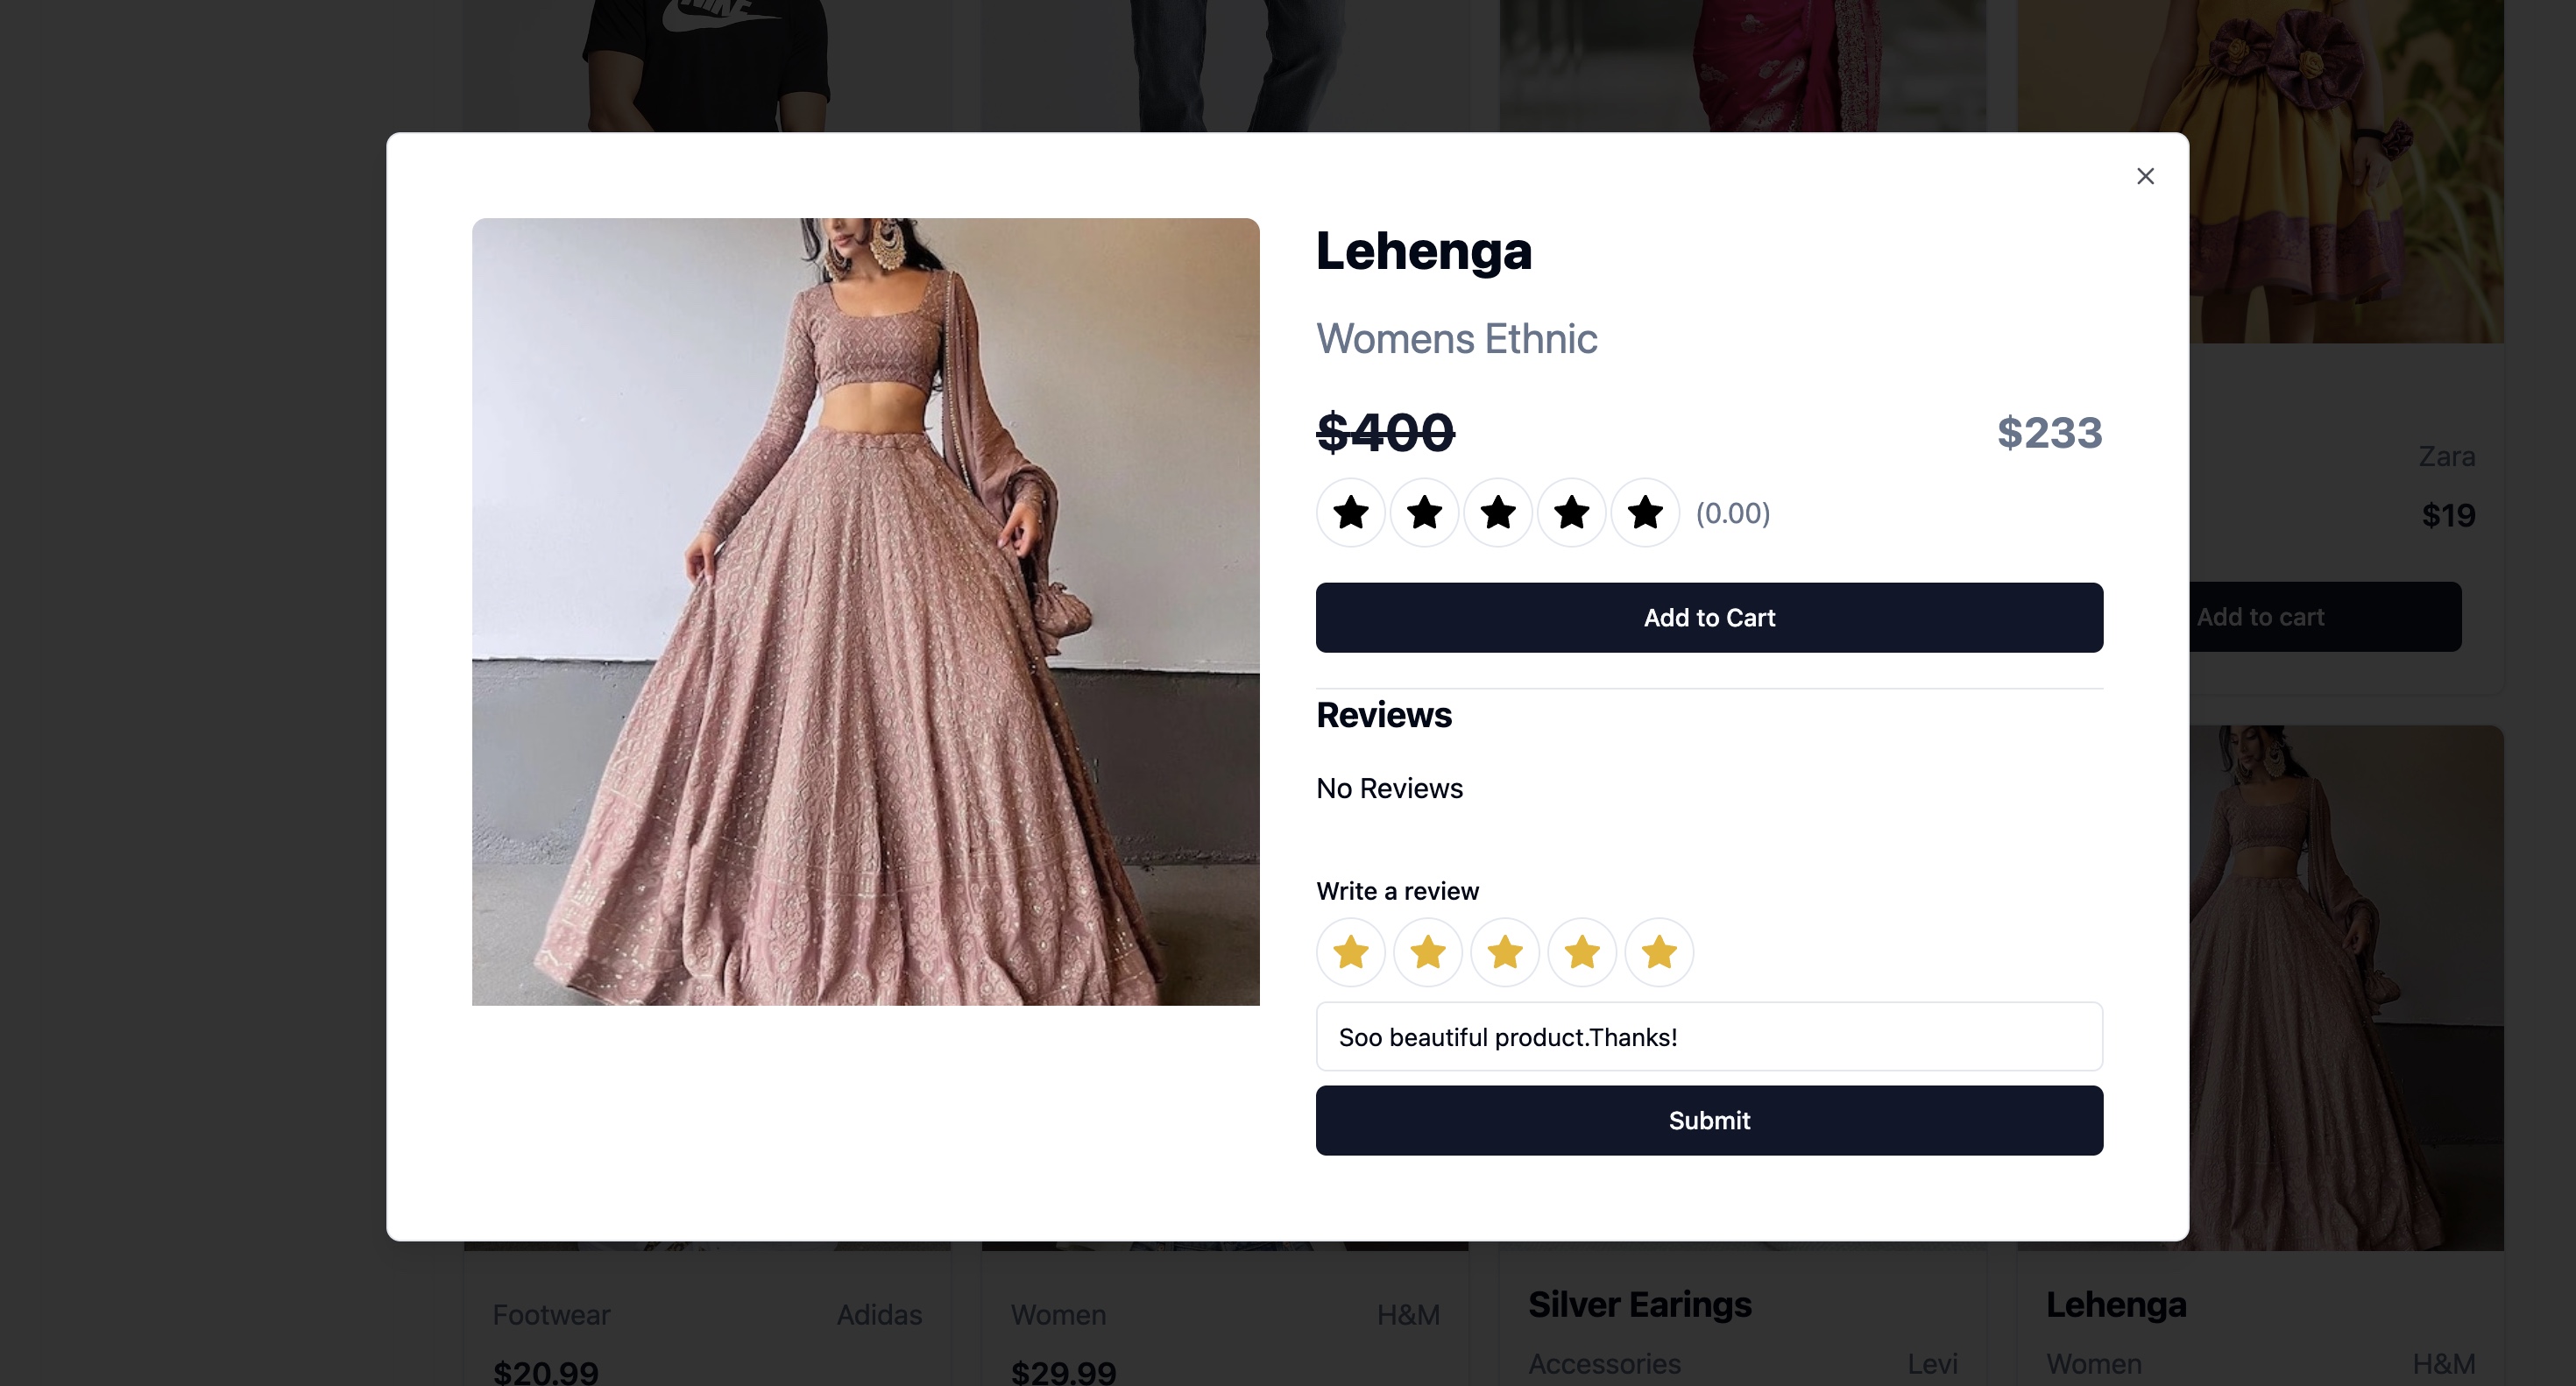 NIKE
Lehenga
Womens Ethnic
$400 $233
(0.00)
Add to Cart
Reviews
No Reviews
Write a review
Soo beautiful product.Thanks!
Submit
Zara
$19
Add to cart
Footwear Adidas
$20.99
Women H&M
$29.99
Silver Earings
Accessories Levi
Lehenga
Women H&M